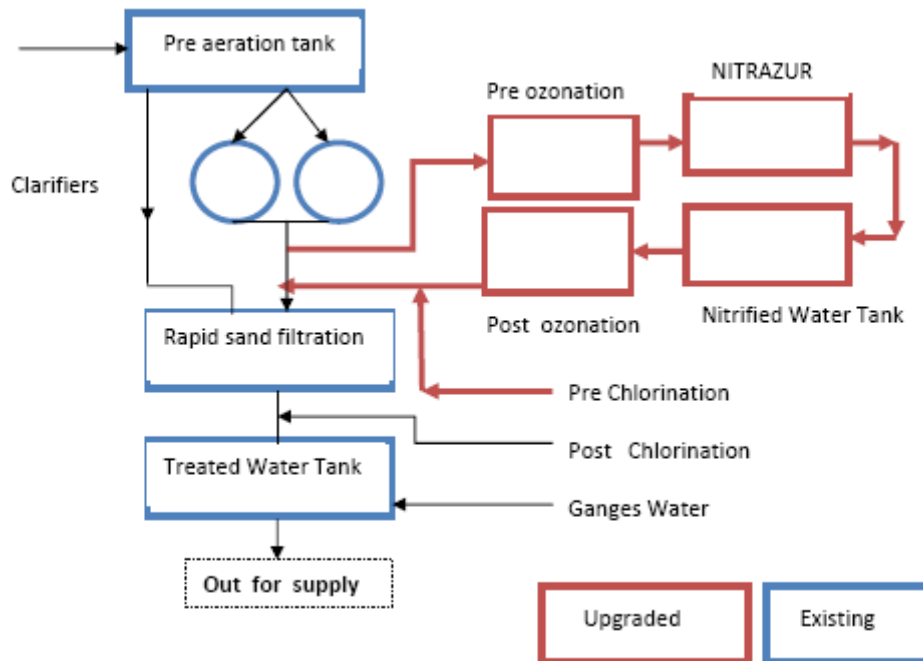 Pre aeration tank
Pre ozonation
NITRAZUR
Clarifiers
Post ozonation
Nitrified Water Tank
Rapid sand filtration
Pre Chlorination
Post Chlorination
Treated Water Tank
Ganges Water
Out for supply
Upgraded
Existing